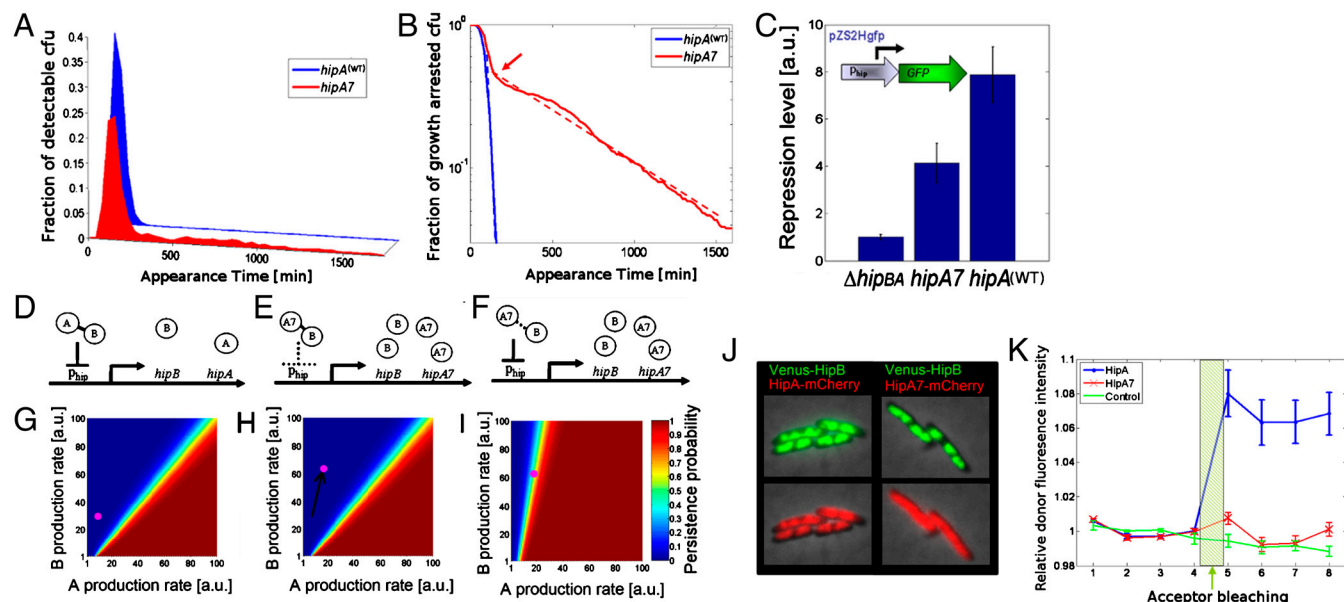 A
Fraction of detectable cfu
0.4
0.35
0.3
0.25
0.2
0.15
0.1
0.05
0
hipA(WT)
hipA7
0 500 1000 1500
Appearance Time [min]
B
Fraction of growth arrested cfu
10^0
10^-1
hipA(WT)
hipA7
0 500 1000 1500
Appearance Time [min]
C
Repression level [a.u.]
10
8
6
4
2
0
pZS2Hgfp
Phip GFP
ΔhipBA hipA7 hipA(WT)
D
A B B A
Phip hipB hipA
E
A7 B B A7 B A7
Phip hipB hipA7
F
A7 B B A7 B A7
Phip hipB hipA7
G
B production rate [a.u.]
100
80
60
40
20
1
1 20 40 60 80 100
A production rate [a.u.]
H
B production rate [a.u.]
100
80
60
40
20
1
1 20 40 60 80 100
A production rate [a.u.]
I
B production rate [a.u.]
100
80
60
40
20
1
1 20 40 60 80 100
A production rate [a.u.]
1
0.9
0.8
0.7
0.6
0.5
0.4
0.3
0.2
0.1
0
Persistence probability
J
Venus-HipB Venus-HipB
HipA-mCherry HipA7-mCherry
K
Relative donor fluoresence intensity
1.1
1.08
1.06
1.04
1.02
1
0.98
HipA
HipA7
Control
1 2 3 4 5 6 7 8
Acceptor bleaching